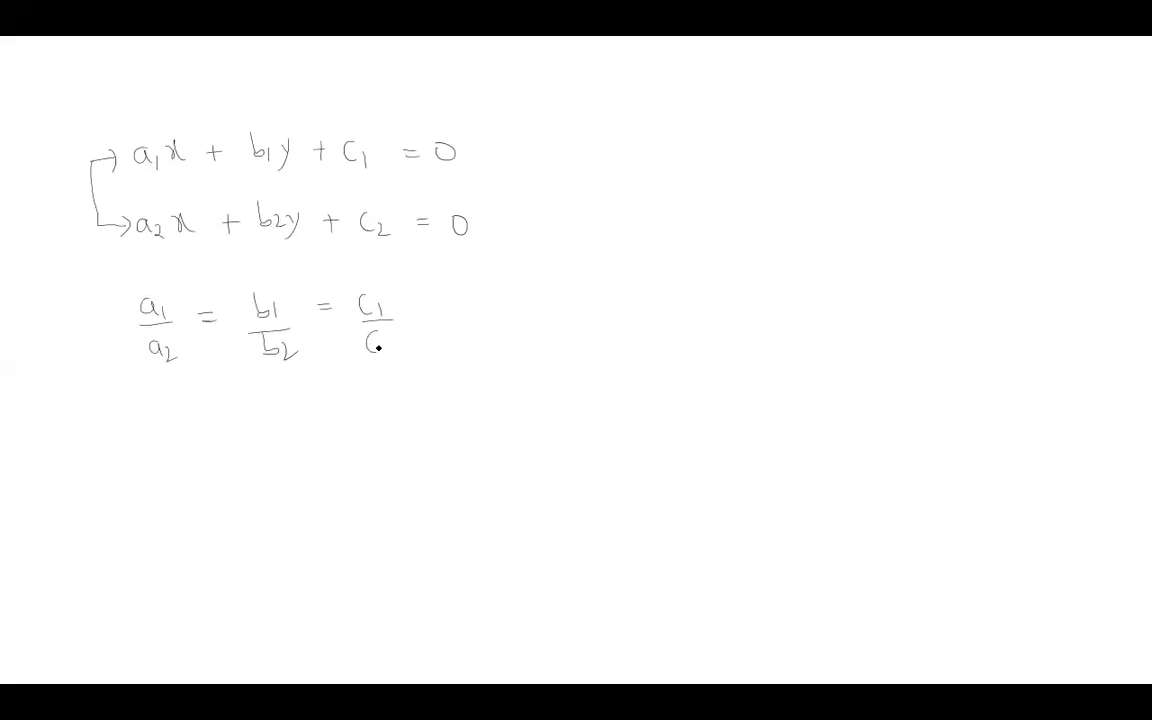 a₁x + b₁y + c₁ = 0
a₂x + b₂y + c₂ = 0
a₁/a₂ = b₁/b₂ = c₁/c